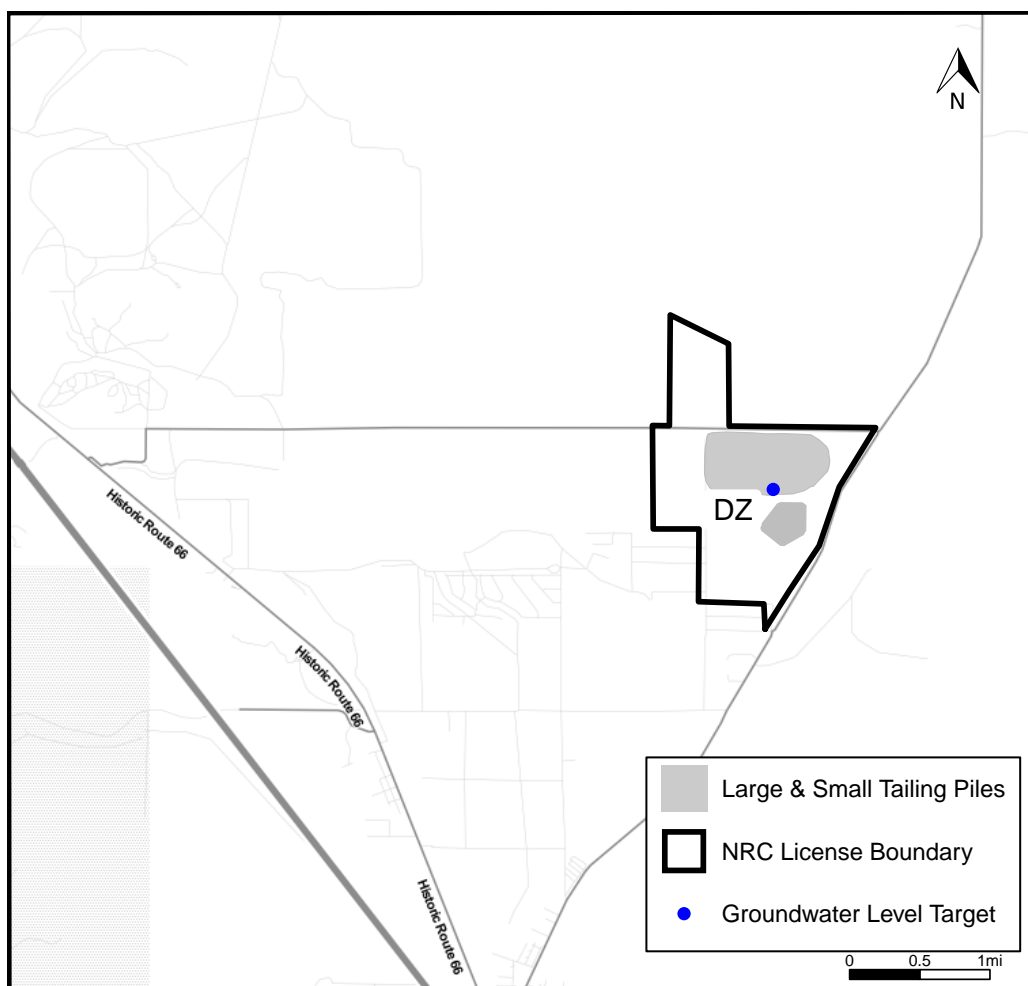 N
DZ
Historic Route 66
Historic Route 66
Historic Route 66
Large & Small Tailing Piles
NRC License Boundary
Groundwater Level Target
0 0.5 1mi